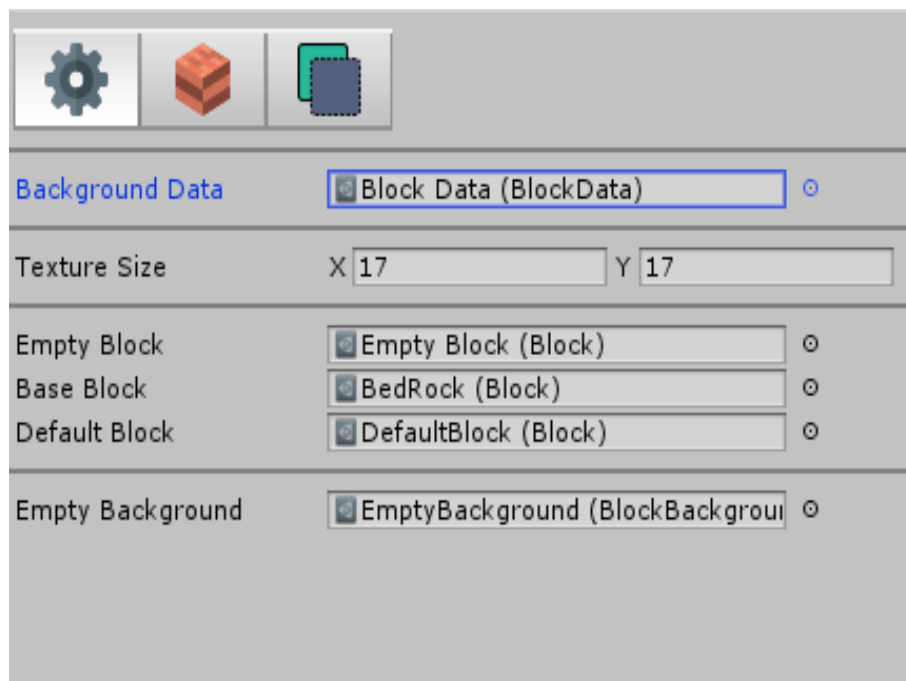 Background Data Block Data (BlockData)
Texture Size X 17 Y 17
Empty Block Empty Block (Block)
Base Block BedRock (Block)
Default Block DefaultBlock (Block)
Empty Background EmptyBackground (BlockBackgrour